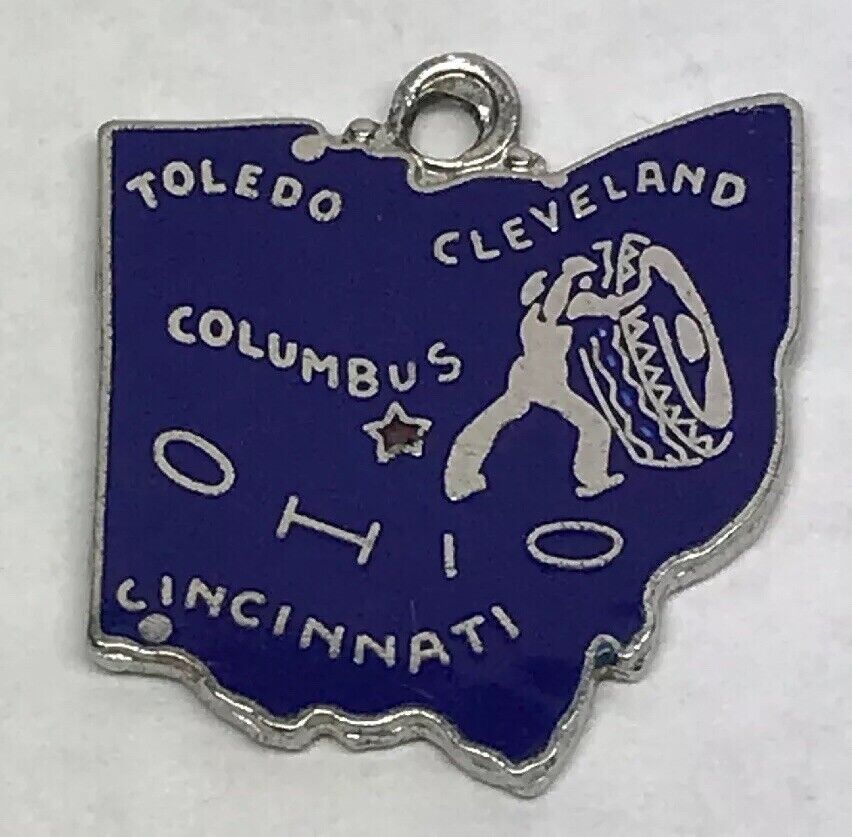 TOLEDO
CLEVELAND
COLUMBUS
OHIO
CINCINNATI